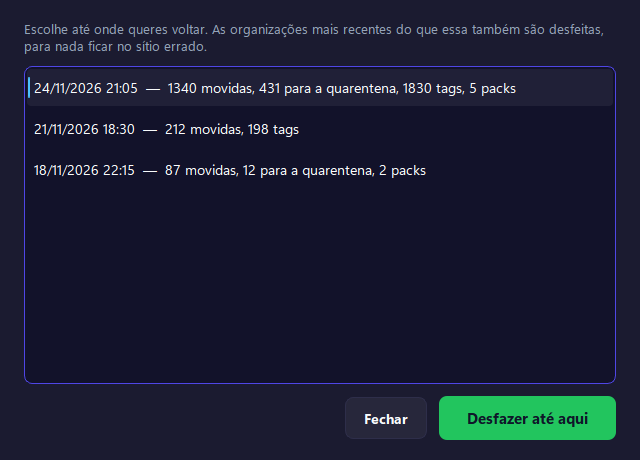 Escolhe até onde queres voltar. As organizações mais recentes do que essa também são desfeitas,
para nada ficar no sítio errado.
24/11/2026 21:05 — 1340 movidas, 431 para a quarentena, 1830 tags, 5 packs
21/11/2026 18:30 — 212 movidas, 198 tags
18/11/2026 22:15 — 87 movidas, 12 para a quarentena, 2 packs
Fechar
Desfazer até aqui